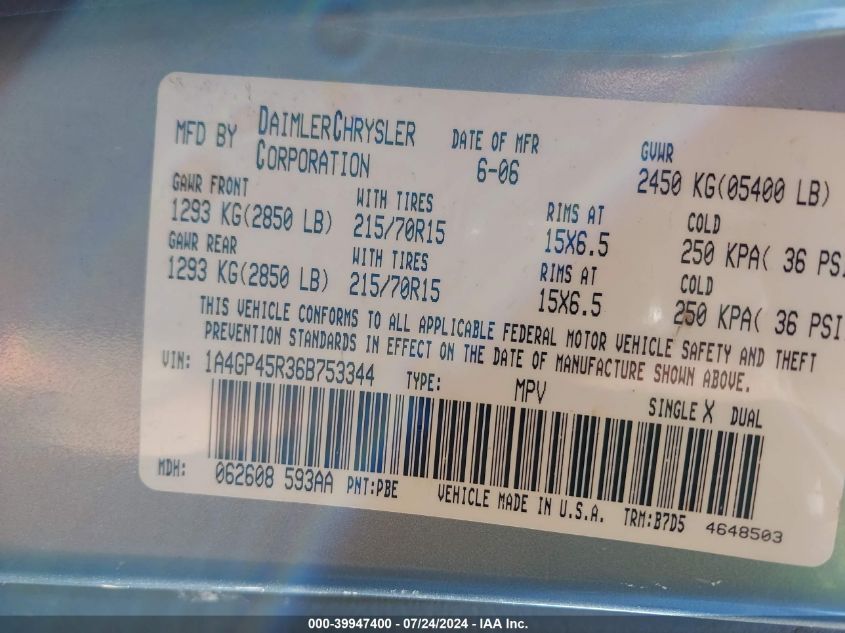 MFD BY DAIMLERCHRYSLER CORPORATION
DATE OF MFR 6-06
GVWR 2450 KG(05400 LB)
GAWR FRONT WITH TIRES RIMS AT COLD
1293 KG(2850 LB) 215/70R15 15X6.5 250 KPA( 36 PSI
GAWR REAR WITH TIRES RIMS AT COLD
1293 KG(2850 LB) 215/70R15 15X6.5 250 KPA( 36 PSI
THIS VEHICLE CONFORMS TO ALL APPLICABLE FEDERAL MOTOR VEHICLE SAFETY AND THEFT
PREVENTION STANDARDS IN EFFECT ON THE DATE OF MANUFACTURE SHOWN ABOVE.
VIN: 1A4GP45R36B753344 TYPE: MPV
SINGLE X DUAL
MDH: 062608 593AA PNT:PBE VEHICLE MADE IN U.S.A. TRM:B7D5 4648503
000-39947400 - 07/24/2024 - IAA Inc.